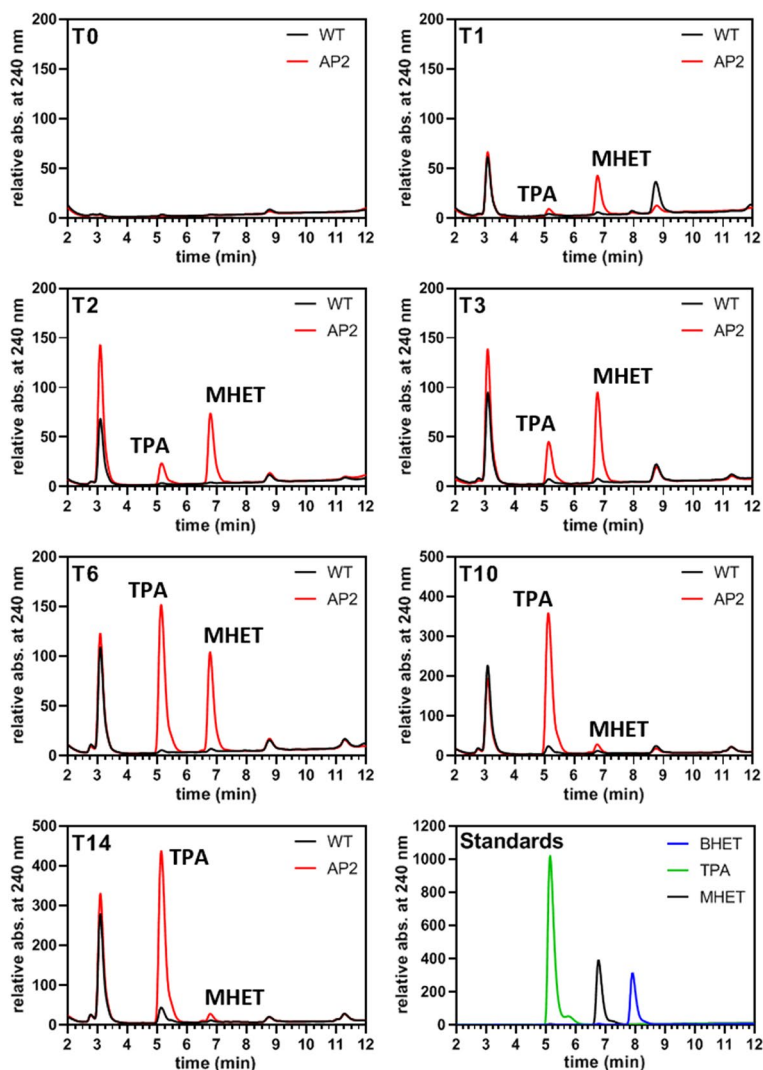 T0
WT
AP2
relative abs. at 240 nm
200
150
100
50
0
2 3 4 5 6 7 8 9 10 11 12
time (min)
T1
WT
AP2
TPA
MHET
relative abs. at 240 nm
200
150
100
50
0
2 3 4 5 6 7 8 9 10 11 12
time (min)
T2
WT
AP2
TPA
MHET
relative abs. at 240 nm
200
150
100
50
0
2 3 4 5 6 7 8 9 10 11 12
time (min)
T3
WT
AP2
TPA
MHET
relative abs. at 240 nm
200
150
100
50
0
2 3 4 5 6 7 8 9 10 11 12
time (min)
T6
WT
AP2
TPA
MHET
relative abs. at 240 nm
200
150
100
50
0
2 3 4 5 6 7 8 9 10 11 12
time (min)
T10
WT
AP2
TPA
MHET
relative abs. at 240 nm
500
400
300
200
100
0
2 3 4 5 6 7 8 9 10 11 12
time (min)
T14
WT
AP2
TPA
MHET
relative abs. at 240 nm
500
400
300
200
100
0
2 3 4 5 6 7 8 9 10 11 12
time (min)
Standards
BHET
TPA
MHET
relative abs. at 240 nm
1200
1000
800
600
400
200
0
2 3 4 5 6 7 8 9 10 11 12
time (min)